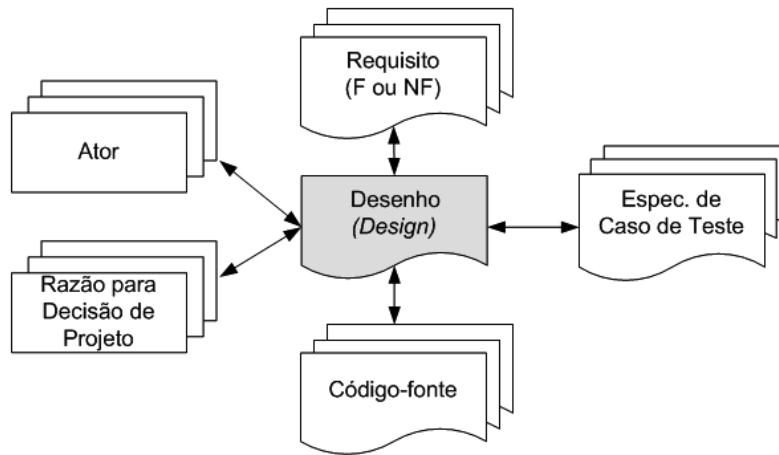 Requisito
(F ou NF)
Ator
Desenho
(Design)
Espec. de
Caso de Teste
Razão para
Decisão de
Projeto
Código-fonte